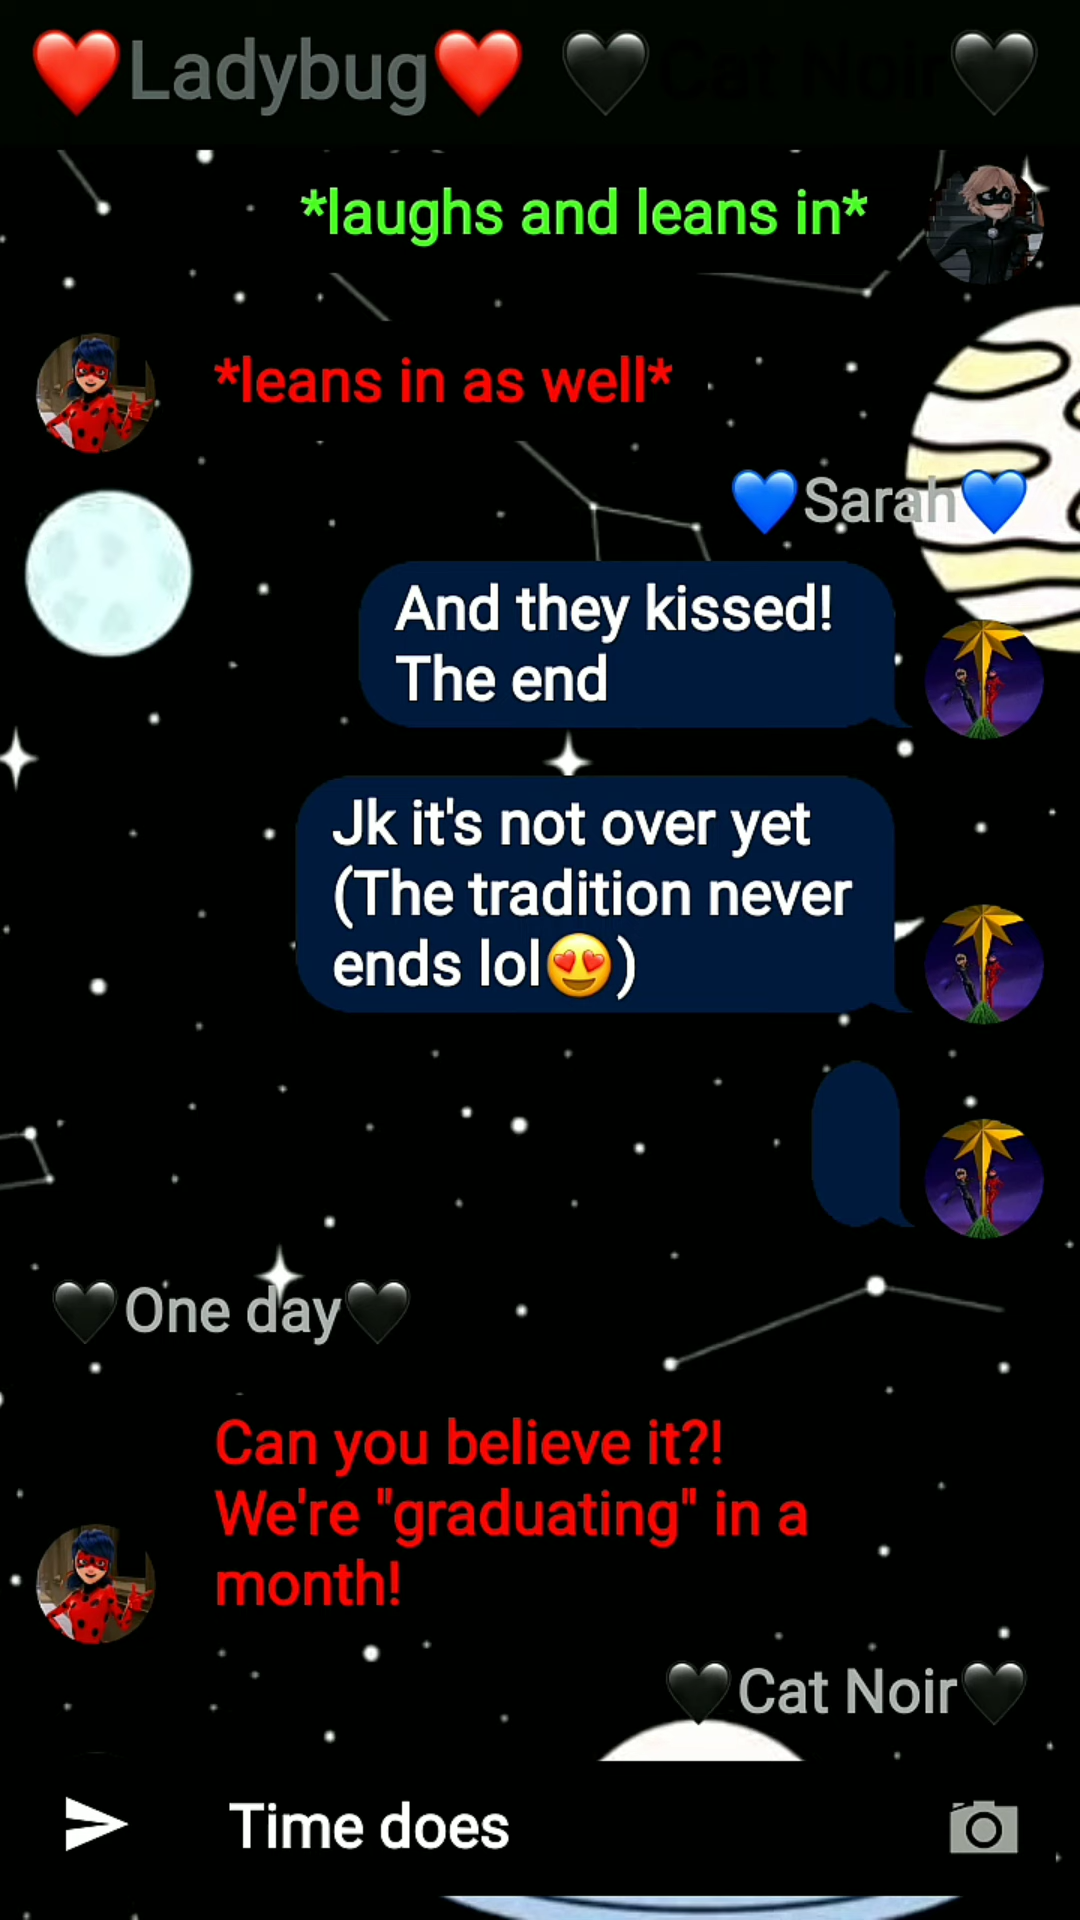 ❤️Ladybug❤️ 🖤Cat Noir🖤
*laughs and leans in*
*leans in as well*
💙Sarah💙
And they kissed!
The end
Jk it's not over yet
(The tradition never
ends lol😍)
🖤One day🖤
Can you believe it?!
We're "graduating" in a
month!
🖤Cat Noir🖤
Time does